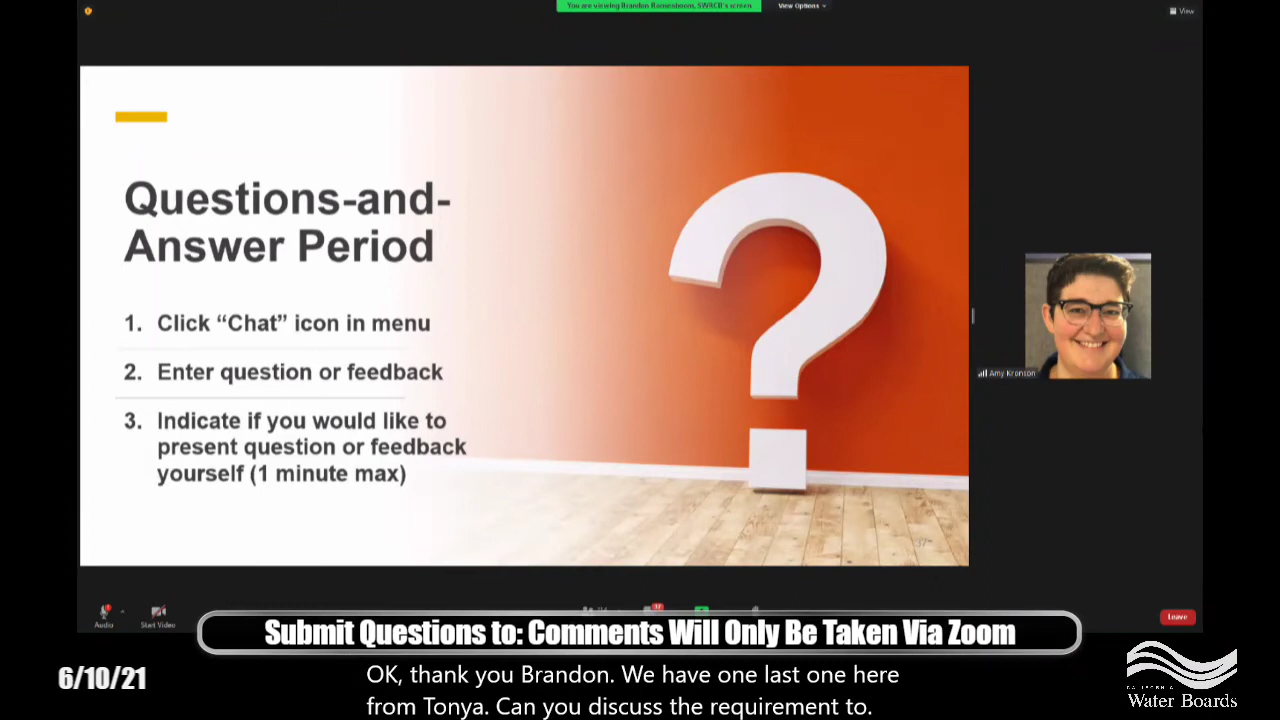 You are viewing Brandon Roosenboom, SWRCB's screen
View Options
View
Questions-and-
Answer Period
1. Click “Chat” icon in menu
2. Enter question or feedback
3. Indicate if you would like to
present question or feedback
yourself (1 minute max)
37
Amy Kronson
Audio
Start Video
Leave
Submit Questions to: Comments Will Only Be Taken Via Zoom
6/10/21
OK, thank you Brandon. We have one last one here
from Tonya. Can you discuss the requirement to.
Water Boards